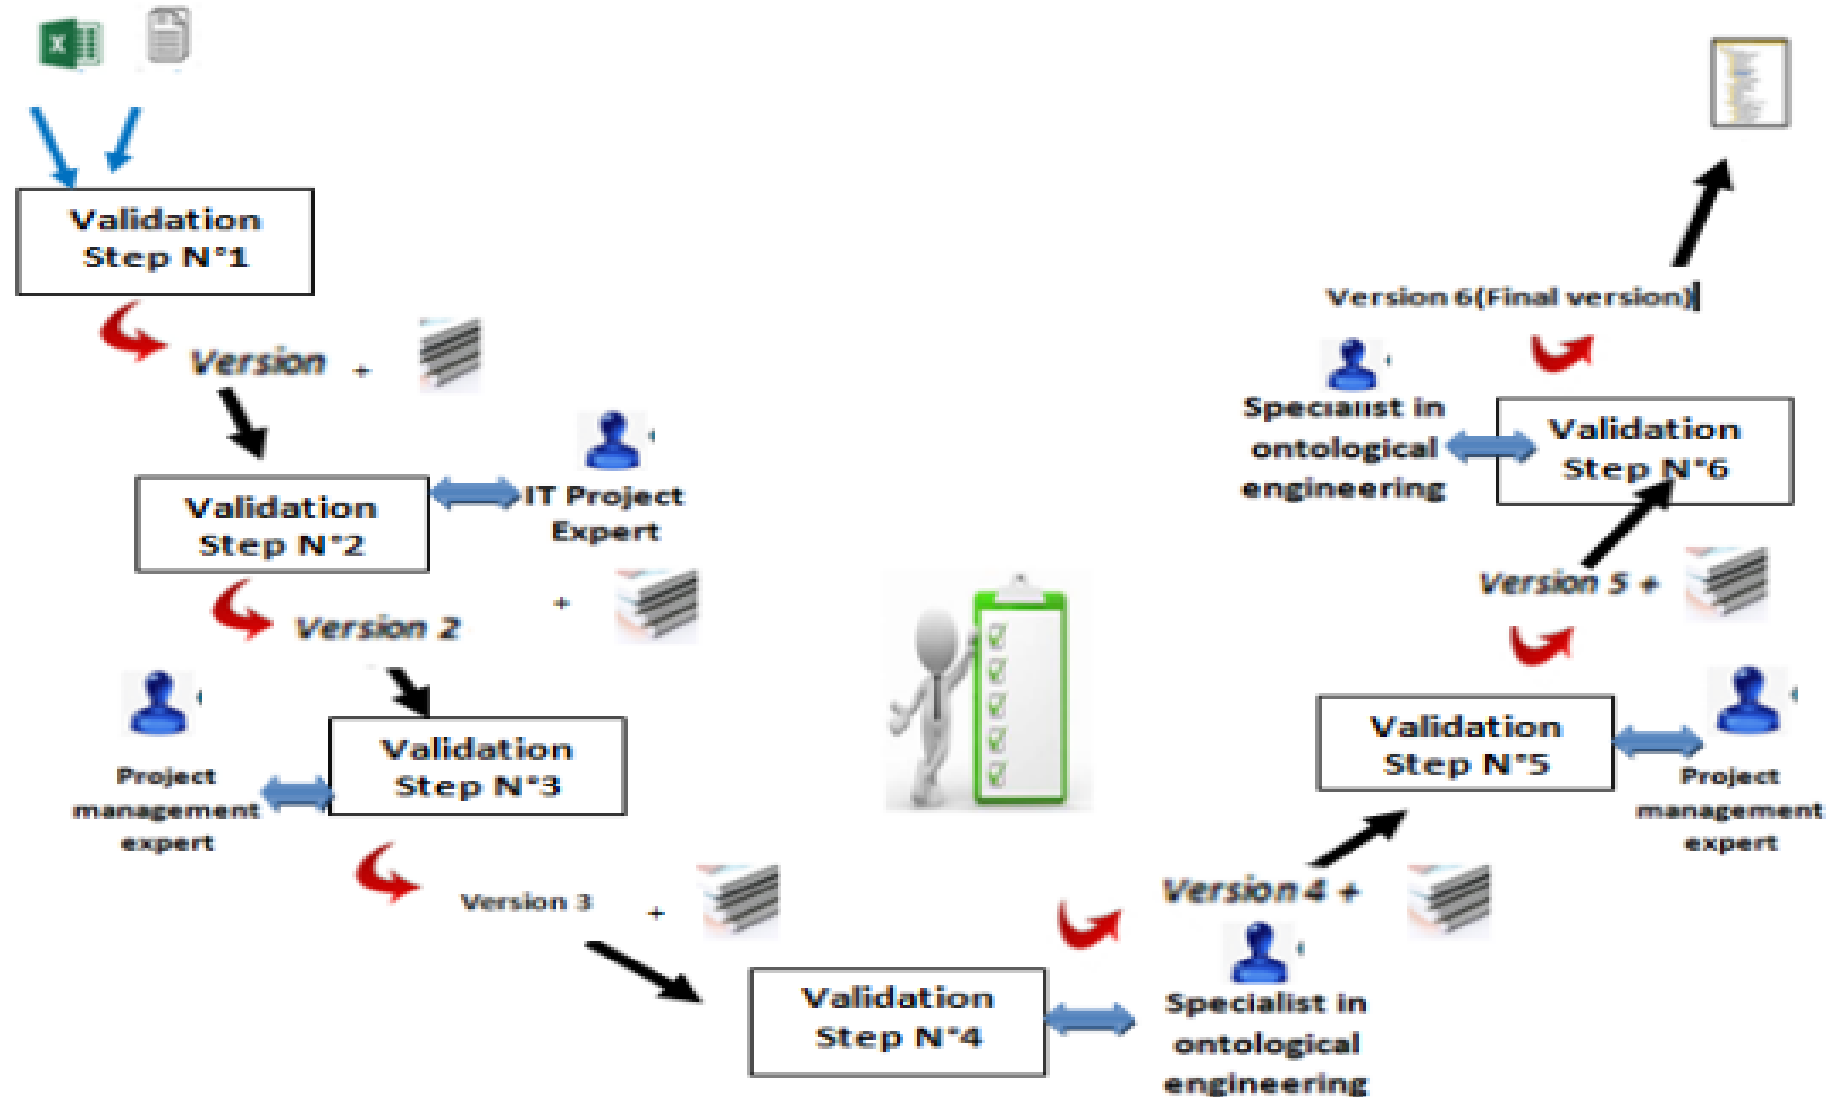 X
Validation
Step N°1
Version
+
Validation
Step N°2
IT Project
Expert
Version 2
+
Project
management
expert
Validation
Step N°3
Version 3
+
Validation
Step N°4
Specialist in
ontological
engineering
Version 4 +
Validation
Step N°5
Project
management
expert
Version 5 +
Validation
Step N°6
Specialist in
ontological
engineering
Version 6(Final version)